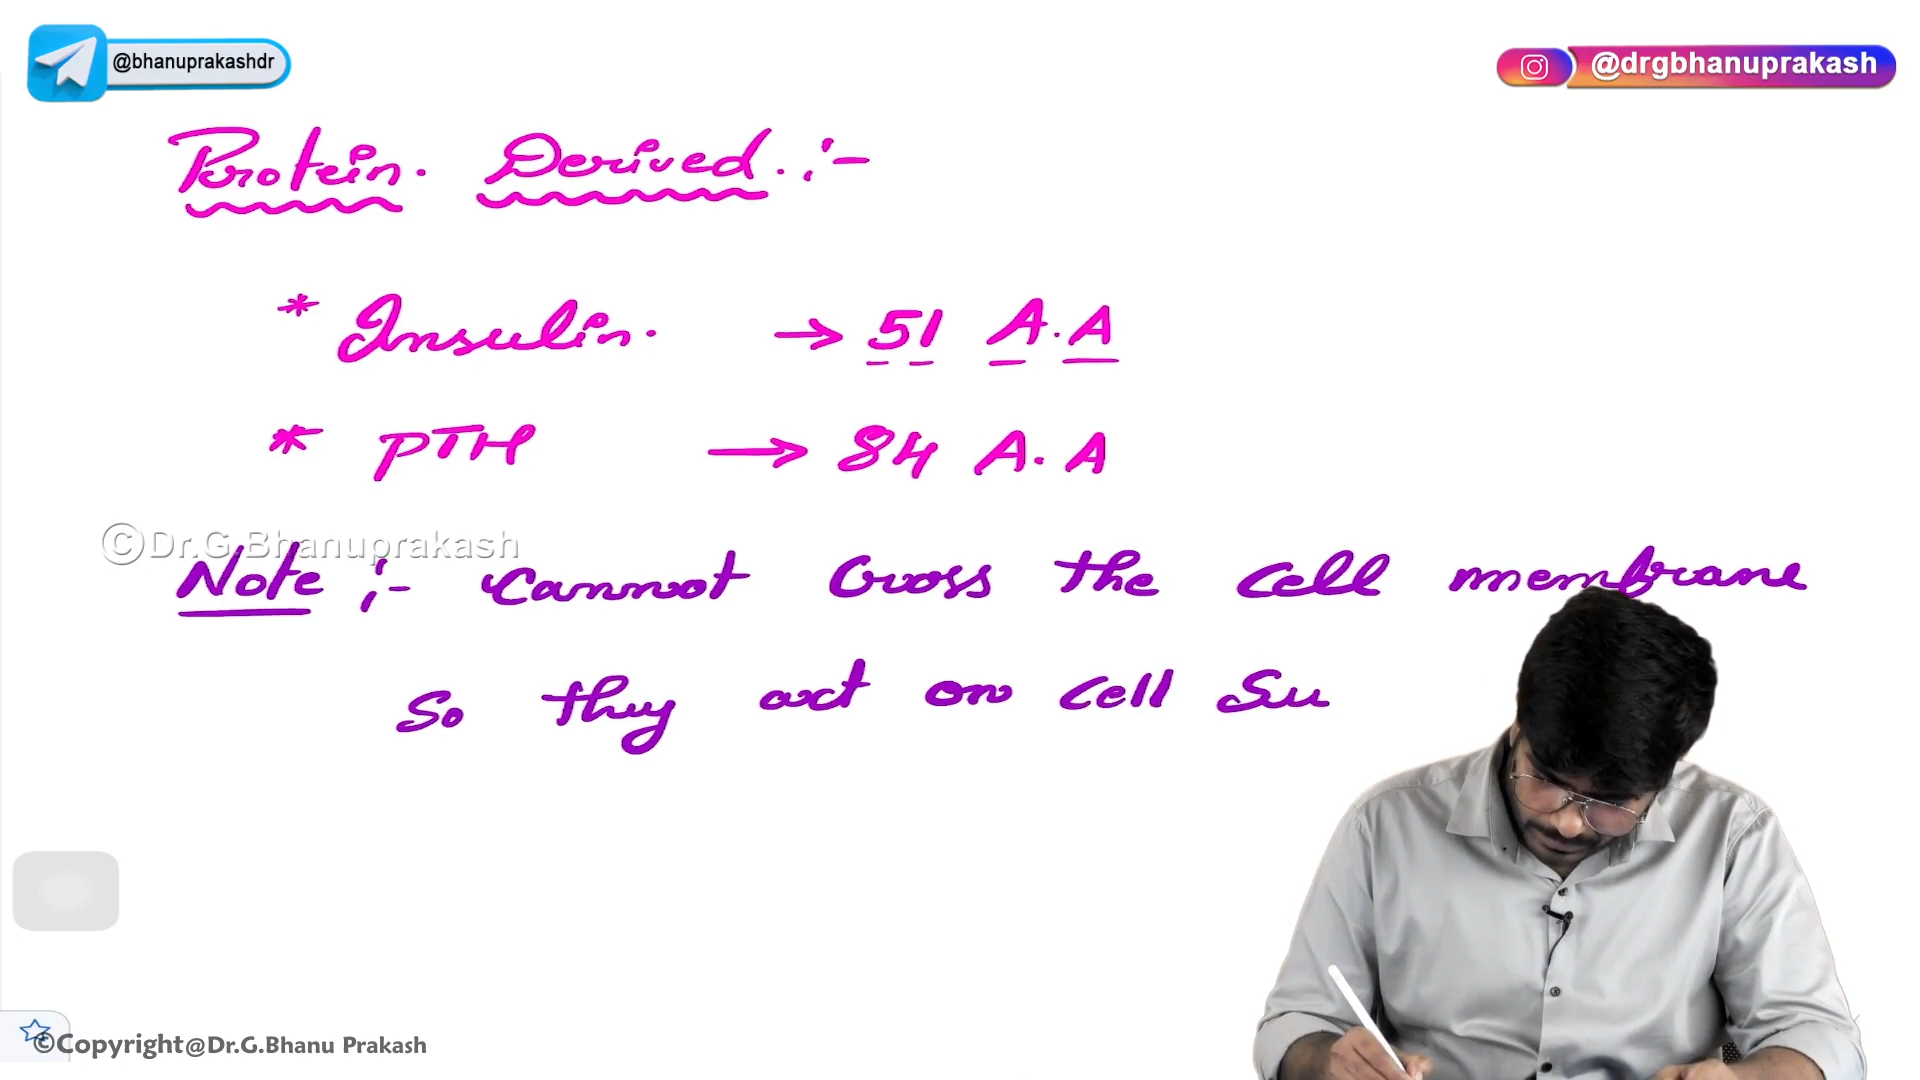 @bhanuprakashdr
@drgbhanuprakash
Protein. Derived.:-
* Insulin. → 51 A.A
* PTH → 84 A.A
©Dr.G.Bhanuprakash
Note :- Cannot Cross the cell membrane
So they act on cell Su
©Copyright@Dr.G.Bhanu Prakash